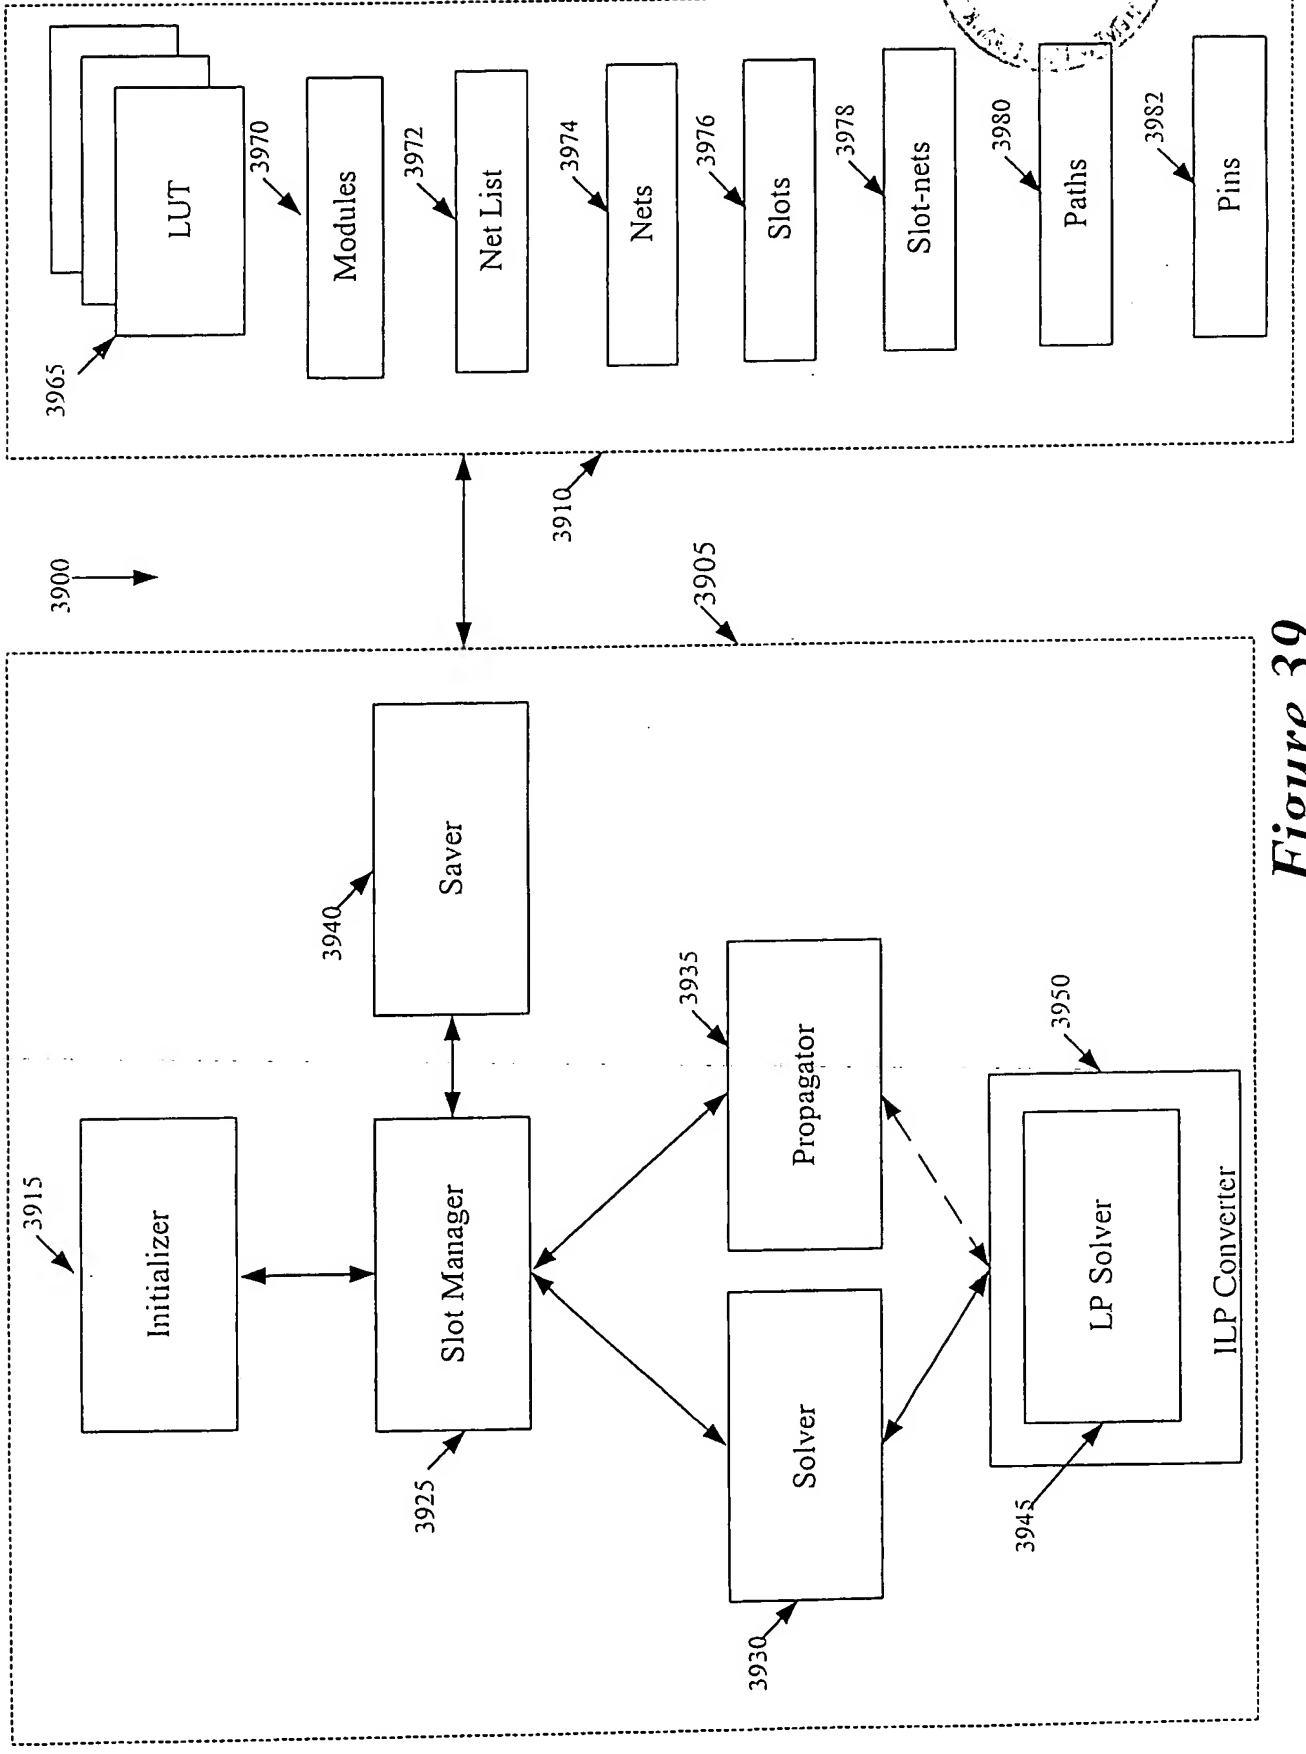 3900
3915
Initializer
3940
Saver
3925
Slot Manager
3905
3930
Solver
3935
Propagator
3950
3945
LP Solver
ILP Converter
3910
3965
LUT
3970
Modules
3972
Net List
3974
Nets
3976
Slots
3978
Slot-nets
3980
Paths
3982
Pins
Figure 39